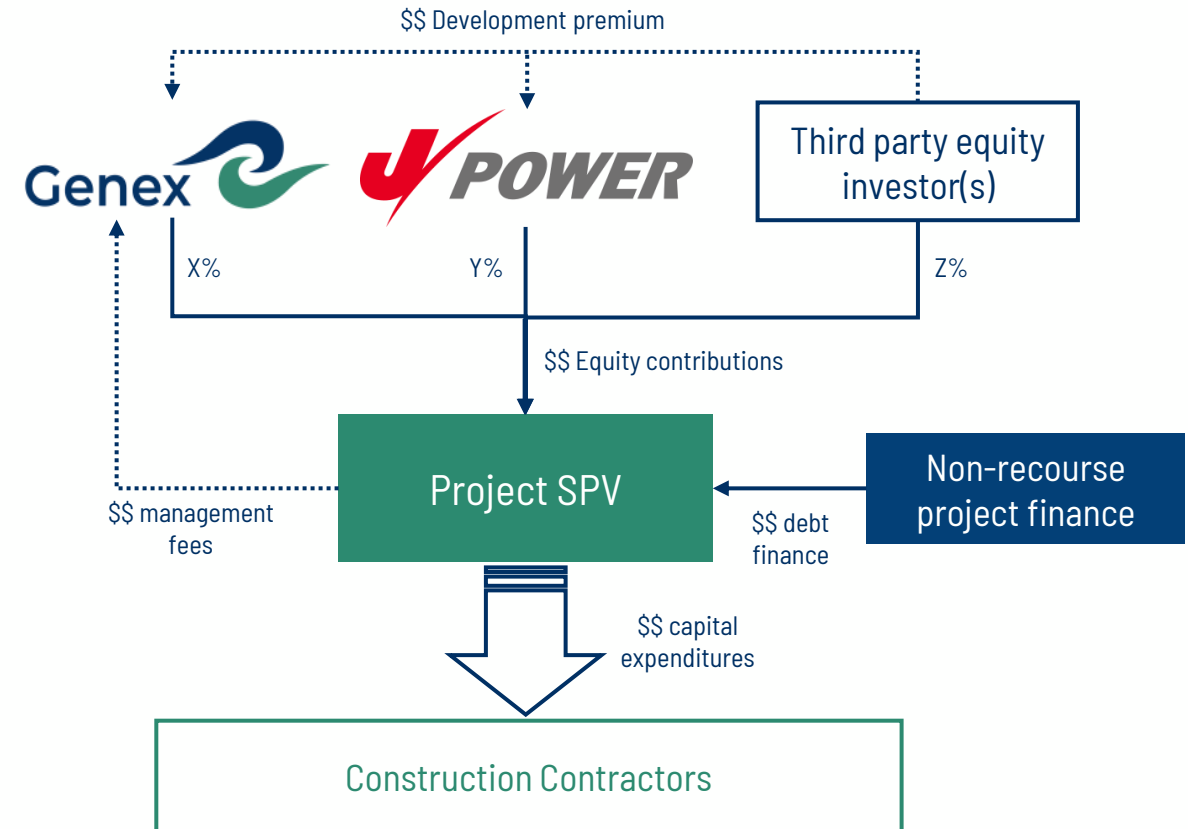 $$ Development premium
Genex
J POWER
Third party equity
investor(s)
X%
Y%
Z%
$$ Equity contributions
Project SPV
Non-recourse
project finance
$$ management
fees
$$ debt
finance
$$ capital
expenditures
Construction Contractors